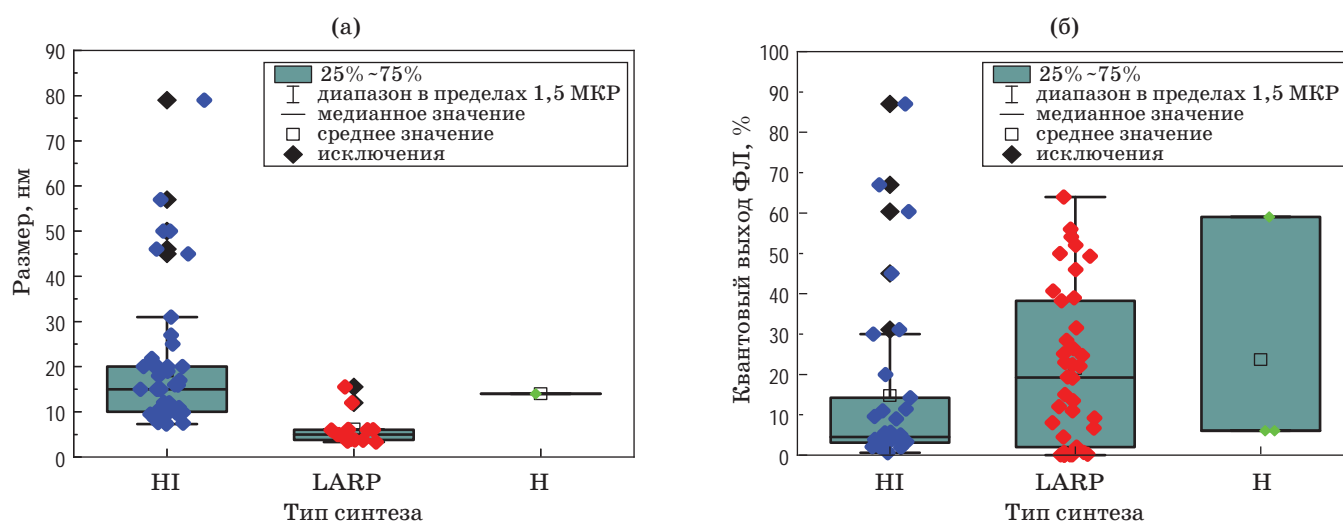 (а)
Размер, нм
90
80
70
60
50
40
30
20
10
0
25% ~75%
диапазон в пределах 1,5 МКР
медианное значение
среднее значение
исключения
HI
LARP
H
Тип синтеза
(б)
Квантовый выход ФЛ, %
100
90
80
70
60
50
40
30
20
10
0
25% ~75%
диапазон в пределах 1,5 МКР
медианное значение
среднее значение
исключения
HI
LARP
H
Тип синтеза